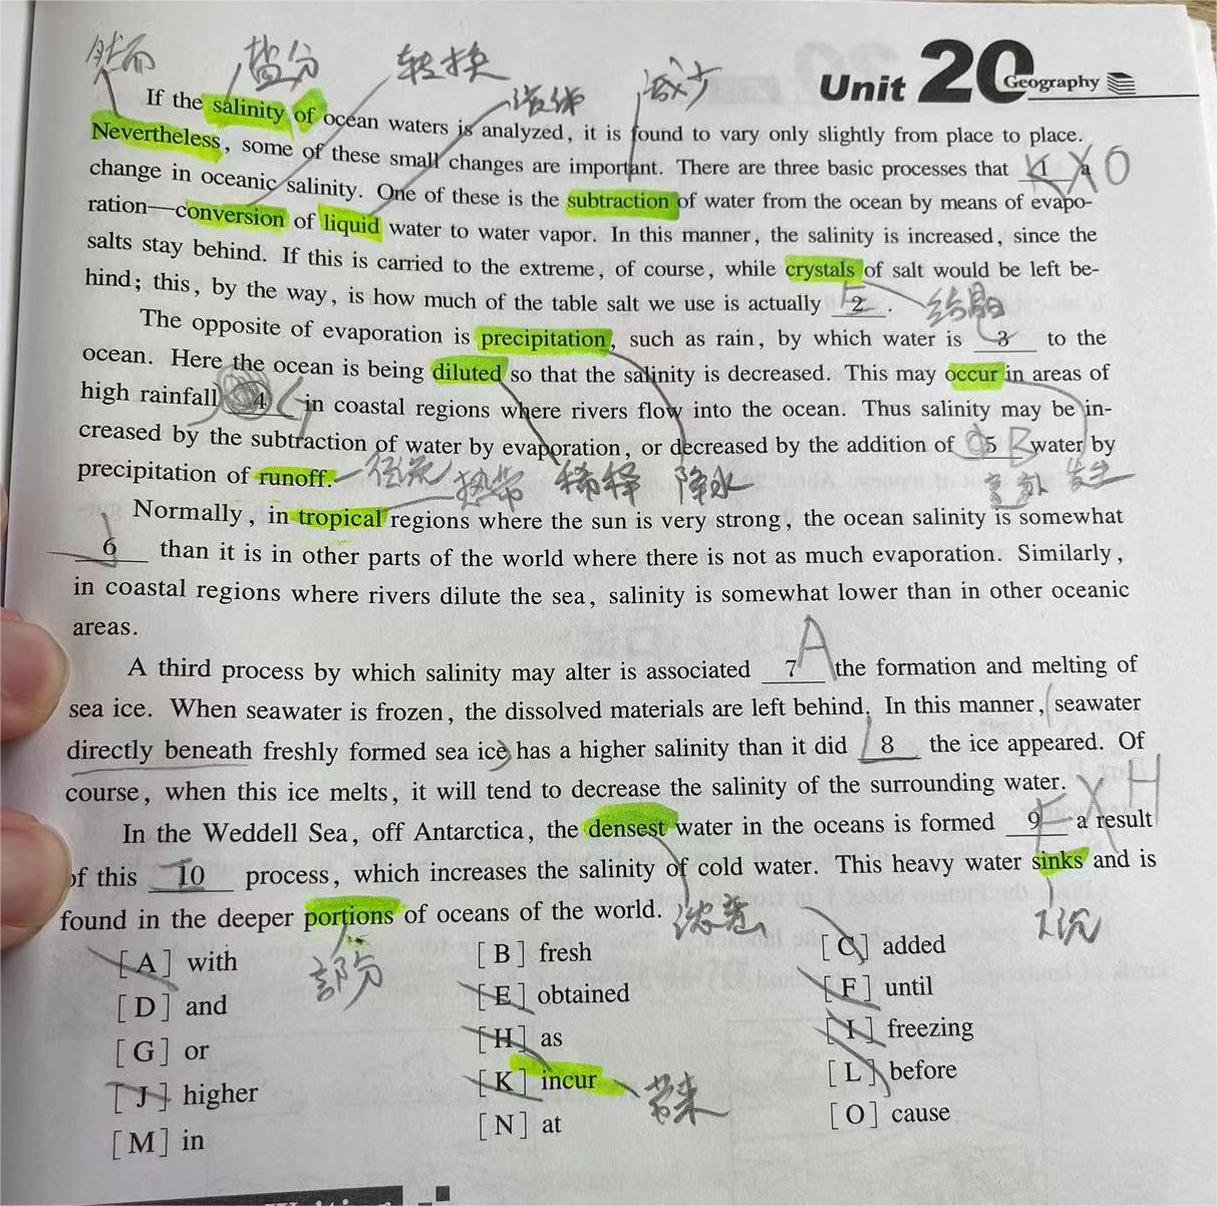 然而 盐分 转换 液体 减少
Unit 20 Geography
If the salinity of ocean waters is analyzed, it is found to vary only slightly from place to place.
Nevertheless, some of these small changes are important. There are three basic processes that 1 XO
change in oceanic salinity. One of these is the subtraction of water from the ocean by means of evapo-
ration—conversion of liquid water to water vapor. In this manner, the salinity is increased, since the
salts stay behind. If this is carried to the extreme, of course, while crystals of salt would be left be-
hind; this, by the way, is how much of the table salt we use is actually 2 E.
结晶
The opposite of evaporation is precipitation, such as rain, by which water is 3 to the
ocean. Here the ocean is being diluted so that the salinity is decreased. This may occur in areas of
high rainfall 4 G in coastal regions where rivers flow into the ocean. Thus salinity may be in-
creased by the subtraction of water by evaporation, or decreased by the addition of 5 B water by
precipitation of runoff.
径流 热带 稀释 降水 发生
Normally, in tropical regions where the sun is very strong, the ocean salinity is somewhat
6 J than it is in other parts of the world where there is not as much evaporation. Similarly,
in coastal regions where rivers dilute the sea, salinity is somewhat lower than in other oceanic
areas.
A third process by which salinity may alter is associated 7 A the formation and melting of
sea ice. When seawater is frozen, the dissolved materials are left behind. In this manner, seawater
directly beneath freshly formed sea ice has a higher salinity than it did L 8 the ice appeared. Of
course, when this ice melts, it will tend to decrease the salinity of the surrounding water.
In the Weddell Sea, off Antarctica, the densest water in the oceans is formed 9 F XH a result
of this 10 I process, which increases the salinity of cold water. This heavy water sinks and is
found in the deeper portions of oceans of the world.
下沉
[A] with [B] fresh [C] added
部分
[D] and [E] obtained [F] until
[G] or [H] as [I] freezing
[J] higher [K] incur [L] before
带来
[M] in [N] at [O] cause